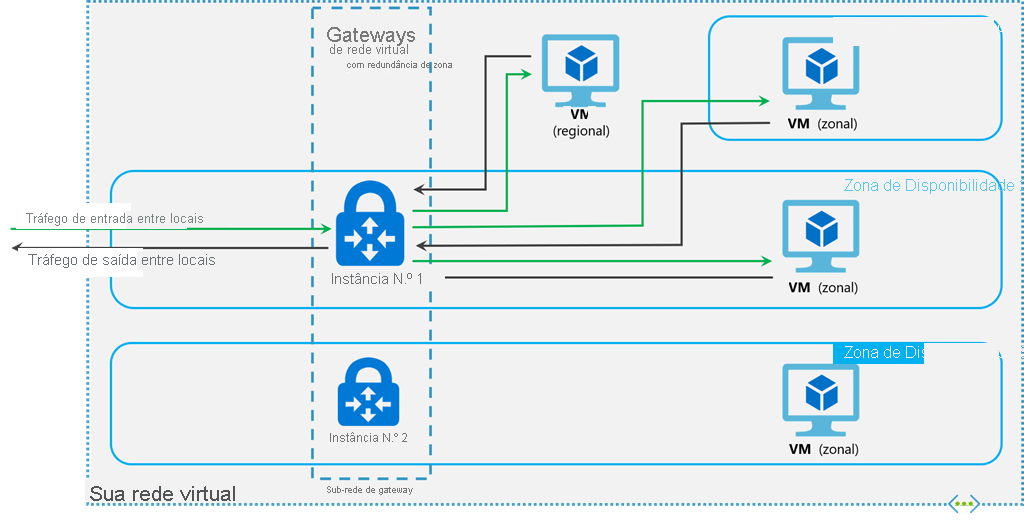 Gateways
de rede virtual
com redundância de zona
VM
(regional)
VM (zonal)
Zona de Disponibilidade
Tráfego de entrada entre locais
Tráfego de saída entre locais
Instância N.º 1
VM (zonal)
Zona de
Instância N.º 2
VM (zonal)
Sub-rede de gateway
Sua rede virtual